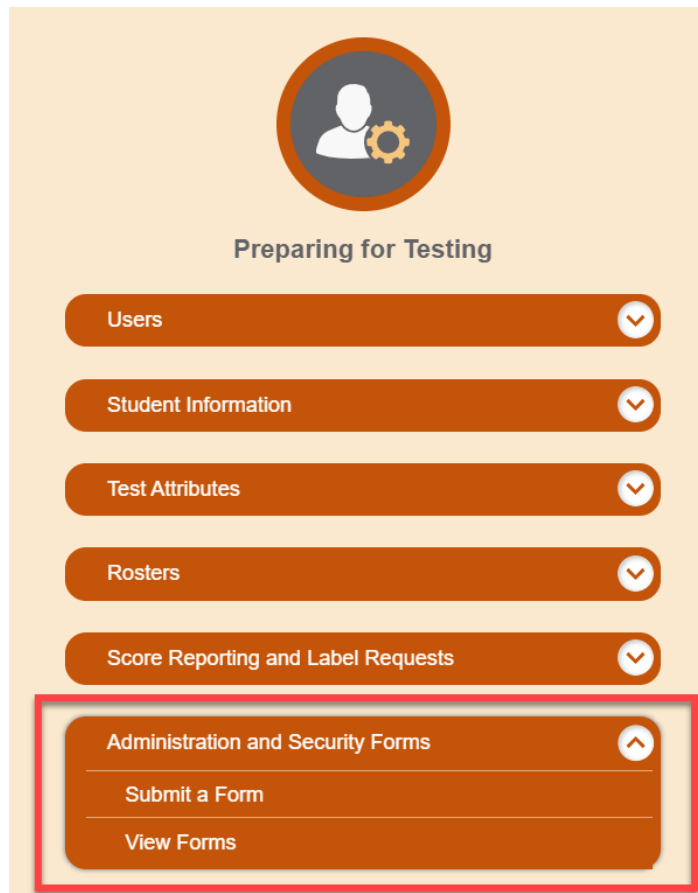 Preparing for Testing
Users
Student Information
Test Attributes
Rosters
Score Reporting and Label Requests
Administration and Security Forms
Submit a Form
View Forms